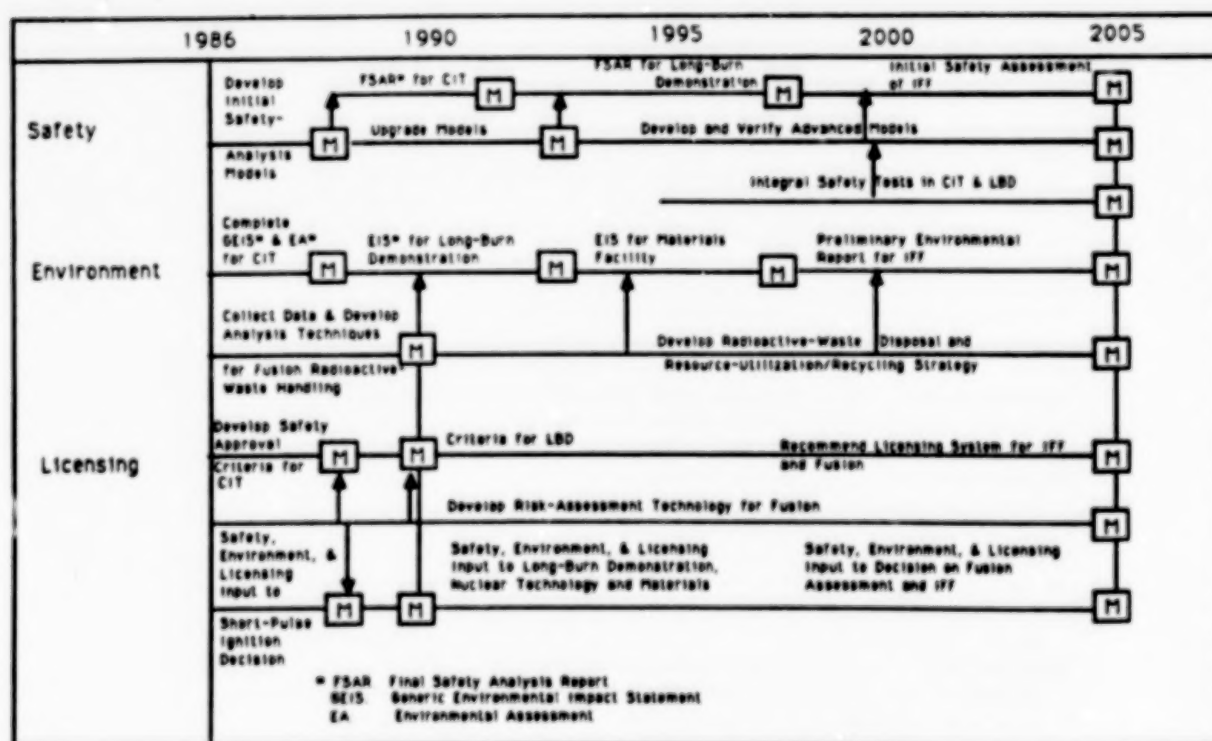 1986 1990 1995 2000 2005
Safety
Develop
Initial
Safety-
Analysis
Models
FSAR* for CIT
M
FSAR for Long-Burn
Demonstration
M
Initial Safety Assessment
of IFF
M
M
Upgrade Models
M
Develop and Verify Advanced Models
M
Integral Safety Tests in CIT & LBD
M
Environment
Complete
GEIS* & EA*
for CIT
M
EIS* for Long-Burn
Demonstration
M
EIS for Materials
Facility
M
Preliminary Environmental
Report for IFF
M
Collect Data & Develop
Analysis Techniques
for Fusion Radioactive
Waste Handling
M
Develop Radioactive-Waste Disposal and
Resource-Utilization/Recycling Strategy
M
Licensing
Develop Safety
Approval
Criteria for
CIT
M
M
Criteria for LBD
Recommend Licensing System for IFF
and Fusion
M
Develop Risk-Assessment Technology for Fusion
M
Safety,
Environment, &
Licensing
Input to
Short-Pulse
Ignition
Decision
M
M
Safety, Environment, & Licensing
Input to Long-Burn Demonstration,
Nuclear Technology and Materials
Safety, Environment, & Licensing
Input to Decision on Fusion
Assessment and IFF
M
* FSAR Final Safety Analysis Report
GEIS. Generic Environmental Impact Statement
EA Environmental Assessment